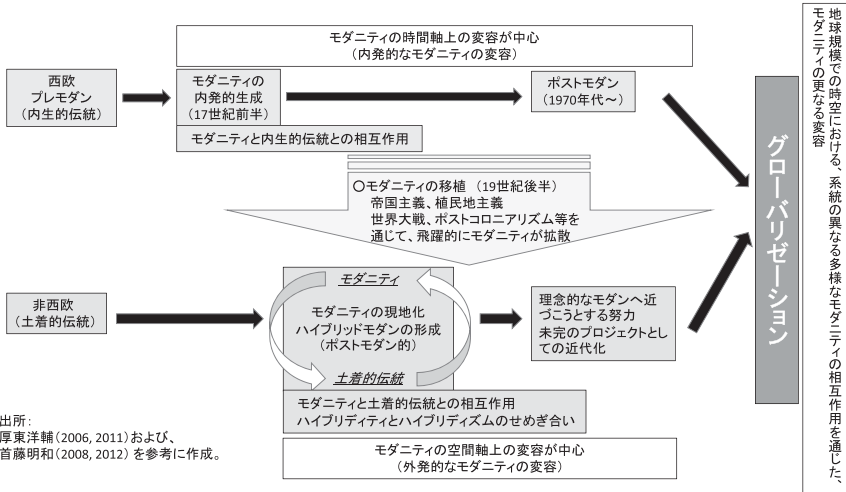 モダニティの時間軸上の変容が中心
(内発的なモダニティの変容)
西欧
プレモダン
(内生的伝統)
モダニティの
内発的生成
(17世紀前半)
ポストモダン
(1970年代～)
モダニティと内生的伝統との相互作用
〇モダニティの移植 (19世紀後半)
帝国主義、植民地主義
世界大戦、ポストコロニアリズム等を
通じて、飛躍的にモダニティが拡散
非西欧
(土着的伝統)
モダニティ
モダニティの現地化
ハイブリッドモダンの形成
(ポストモダン的)
土着的伝統
モダニティと土着的伝統との相互作用
ハイブリディティとハイブリディズムのせめぎ合い
理念的なモダンへ近
づこうとする努力
未完のプロジェクトとし
ての近代化
モダニティの空間軸上の変容が中心
(外発的なモダニティの変容)
グローバリゼーション
地球規模での時空における、系統の異なる多様なモダニティの相互作用を通じた、
モダニティの更なる変容
出所:
厚東洋輔(2006, 2011)および、
首藤明和(2008, 2012) を参考に作成。